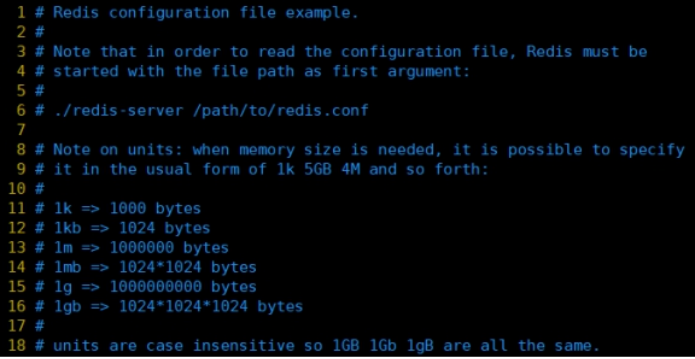 1 # Redis configuration file example.
2 #
3 # Note that in order to read the configuration file, Redis must be
4 # started with the file path as first argument:
5 #
6 # ./redis-server /path/to/redis.conf
7
8 # Note on units: when memory size is needed, it is possible to specify
9 # it in the usual form of 1k 5GB 4M and so forth:
10 #
11 # 1k => 1000 bytes
12 # 1kb => 1024 bytes
13 # 1m => 1000000 bytes
14 # 1mb => 1024*1024 bytes
15 # 1g => 1000000000 bytes
16 # 1gb => 1024*1024*1024 bytes
17 #
18 # units are case insensitive so 1GB 1Gb 1gB are all the same.